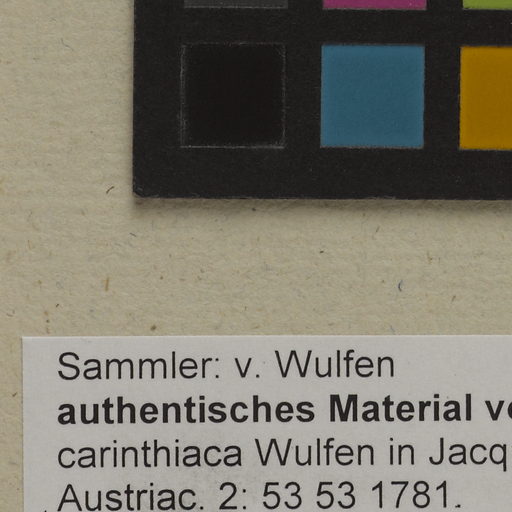 Sammler: v. Wulfen
authentisches Material
carinthiaca Wulfen in Jacq
Austriac. 2: 53 53 1781.